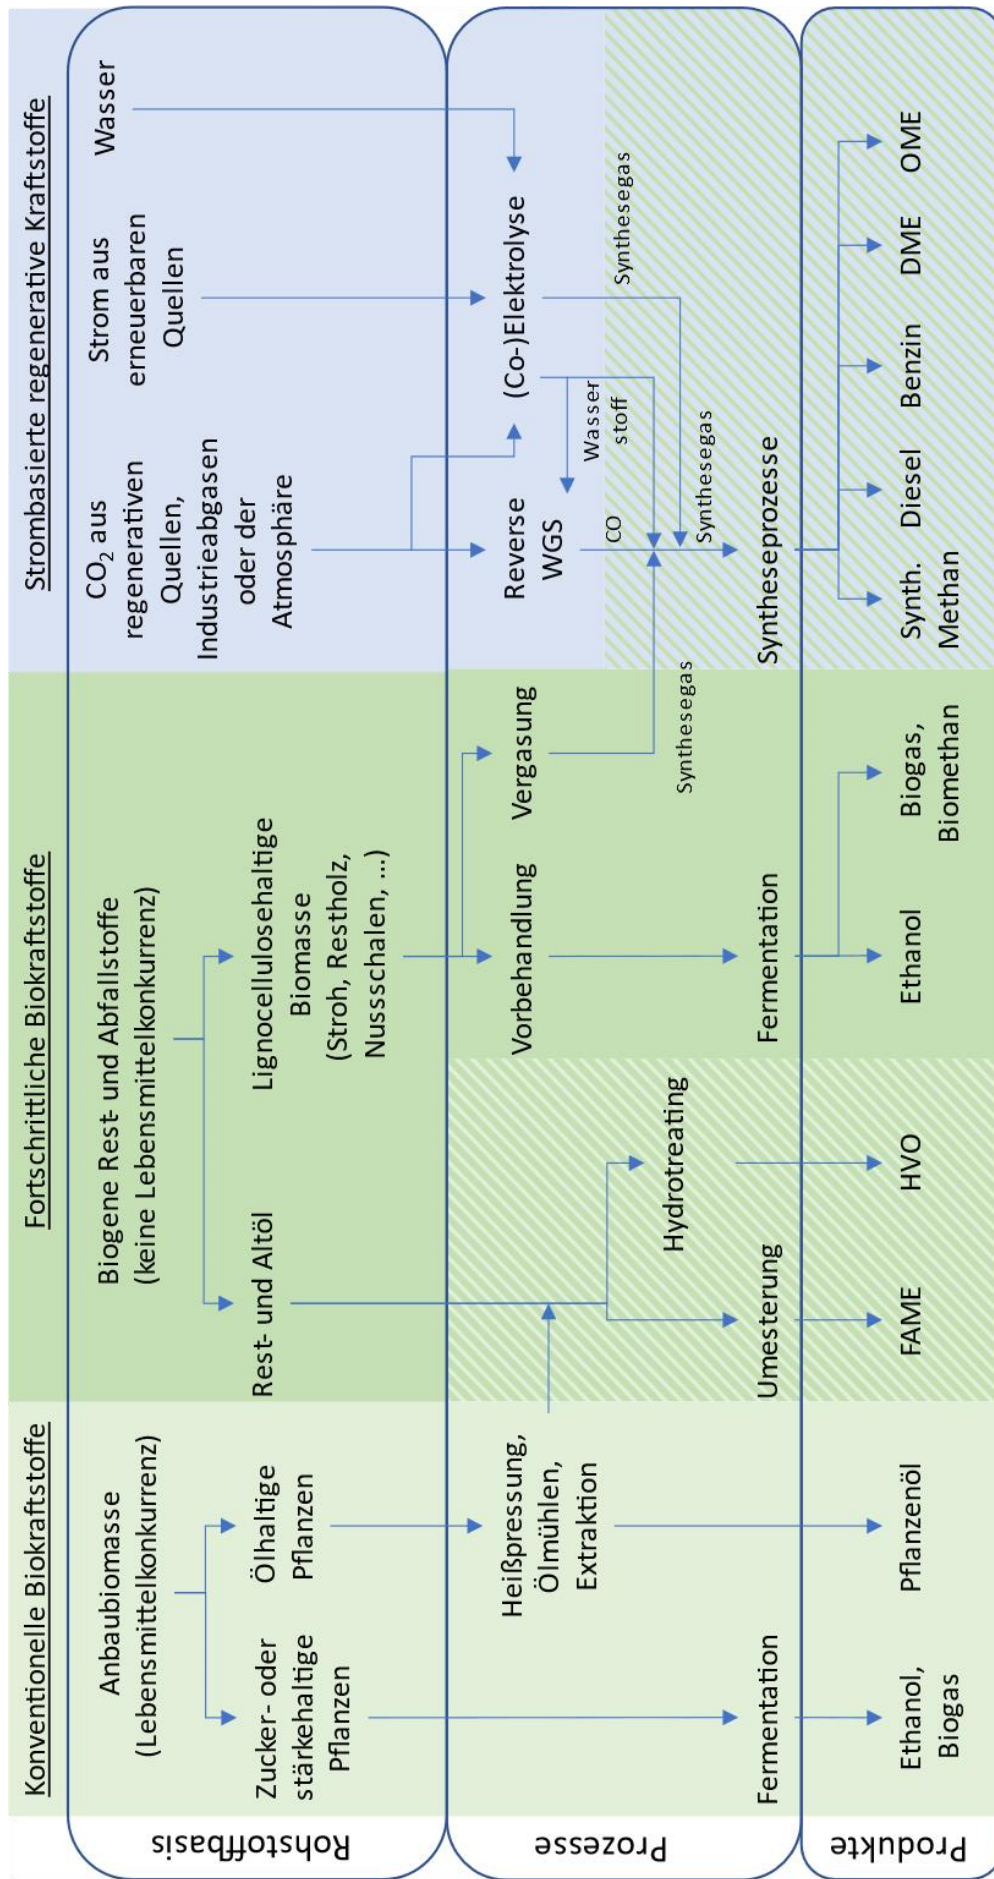 Konventionelle Biokraftstoffe
Fortschrittliche Biokraftstoffe
Strombasierte regenerative Kraftstoffe
Rohstoffbasis
Anbaubiomasse
(Lebensmittelkonkurrenz)
Zucker- oder
stärkehaltige
Pflanzen
Ölhaltige
Pflanzen
Biogene Rest- und Abfallstoffe
(keine Lebensmittelkonkurrenz)
Rest- und Altöl
Lignocellulosehaltige
Biomasse
(Stroh, Restholz,
Nussschalen, ...)
CO₂ aus
regenerativen
Quellen,
Industrieabgasen
oder der
Atmosphäre
Strom aus
erneuerbaren
Quellen
Wasser
Prozesse
Heißpressung,
Ölmühlen,
Extraktion
Fermentation
Hydrotreating
Umesterung
Vorbehandlung
Vergasung
Fermentation
Synthesegas
Reverse
WGS
(Co-)Elektrolyse
Wasser
stoff
CO
Synthesegas
Synthesegas
Syntheseprozesse
Produkte
Ethanol,
Biogas
Pflanzenöl
FAME
HVO
Ethanol
Biogas,
Biomethan
Synth.
Methan
Diesel
Benzin
DME
OME